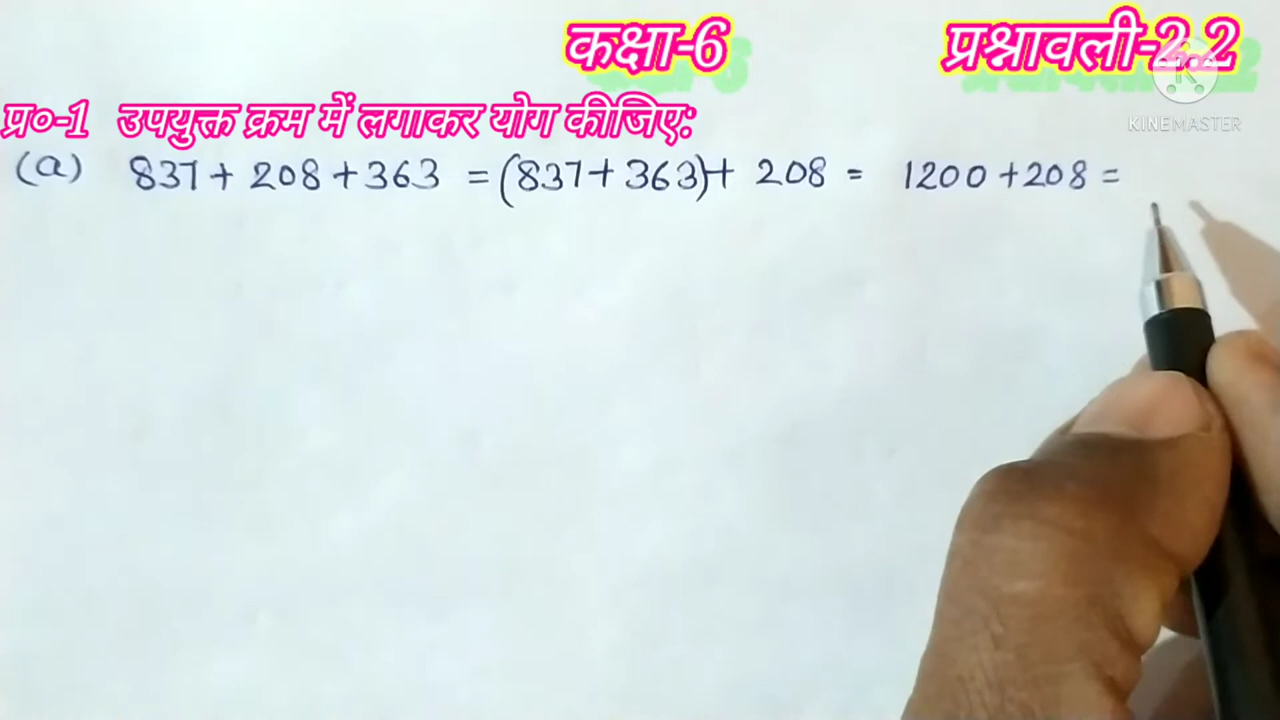 कक्षा-6 प्रश्नावली-2.2
KINEMASTER
प्र०-1 उपयुक्त क्रम में लगाकर योग कीजिए:
(a) 837 + 208 + 363 = (837 + 363) + 208 = 1200 + 208 =